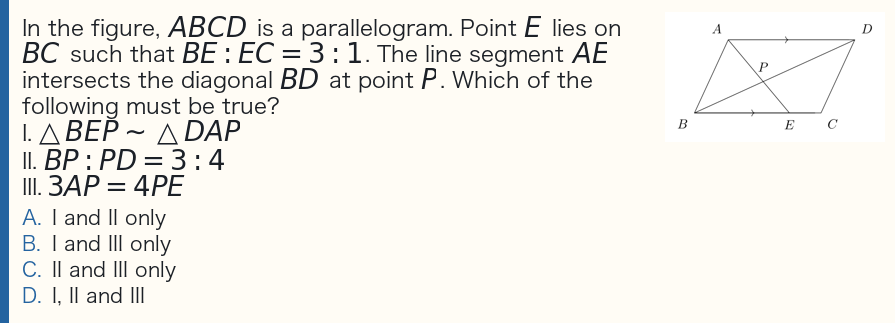 In the figure, ABCD is a parallelogram. Point E lies on
BC such that BE : EC = 3 : 1. The line segment AE
intersects the diagonal BD at point P. Which of the
following must be true?
I. △BEP ~ △DAP
II. BP : PD = 3 : 4
III. 3AP = 4PE
A. I and II only
B. I and III only
C. II and III only
D. I, II and III
A
D
P
B
E
C